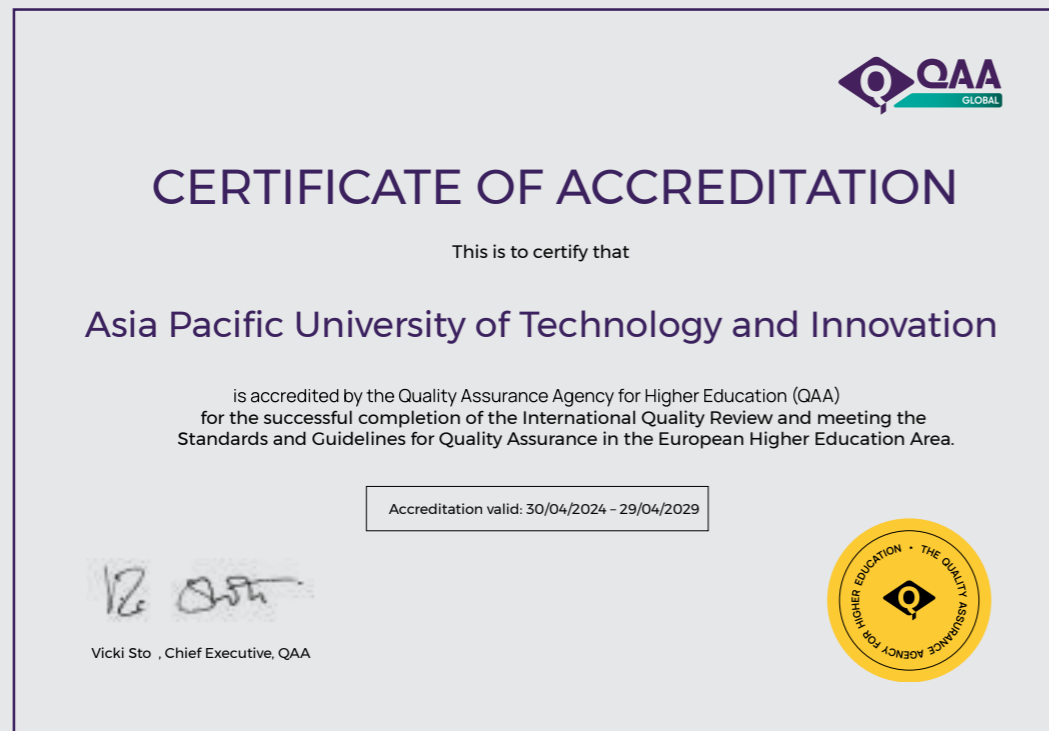 QAA
GLOBAL
CERTIFICATE OF ACCREDITATION
This is to certify that
Asia Pacific University of Technology and Innovation
is accredited by the Quality Assurance Agency for Higher Education (QAA)
for the successful completion of the International Quality Review and meeting the
Standards and Guidelines for Quality Assurance in the European Higher Education Area.
Accreditation valid: 30/04/2024 – 29/04/2029
Vicki Sto , Chief Executive, QAA
THE QUALITY ASSURANCE AGENCY FOR HIGHER EDUCATION •